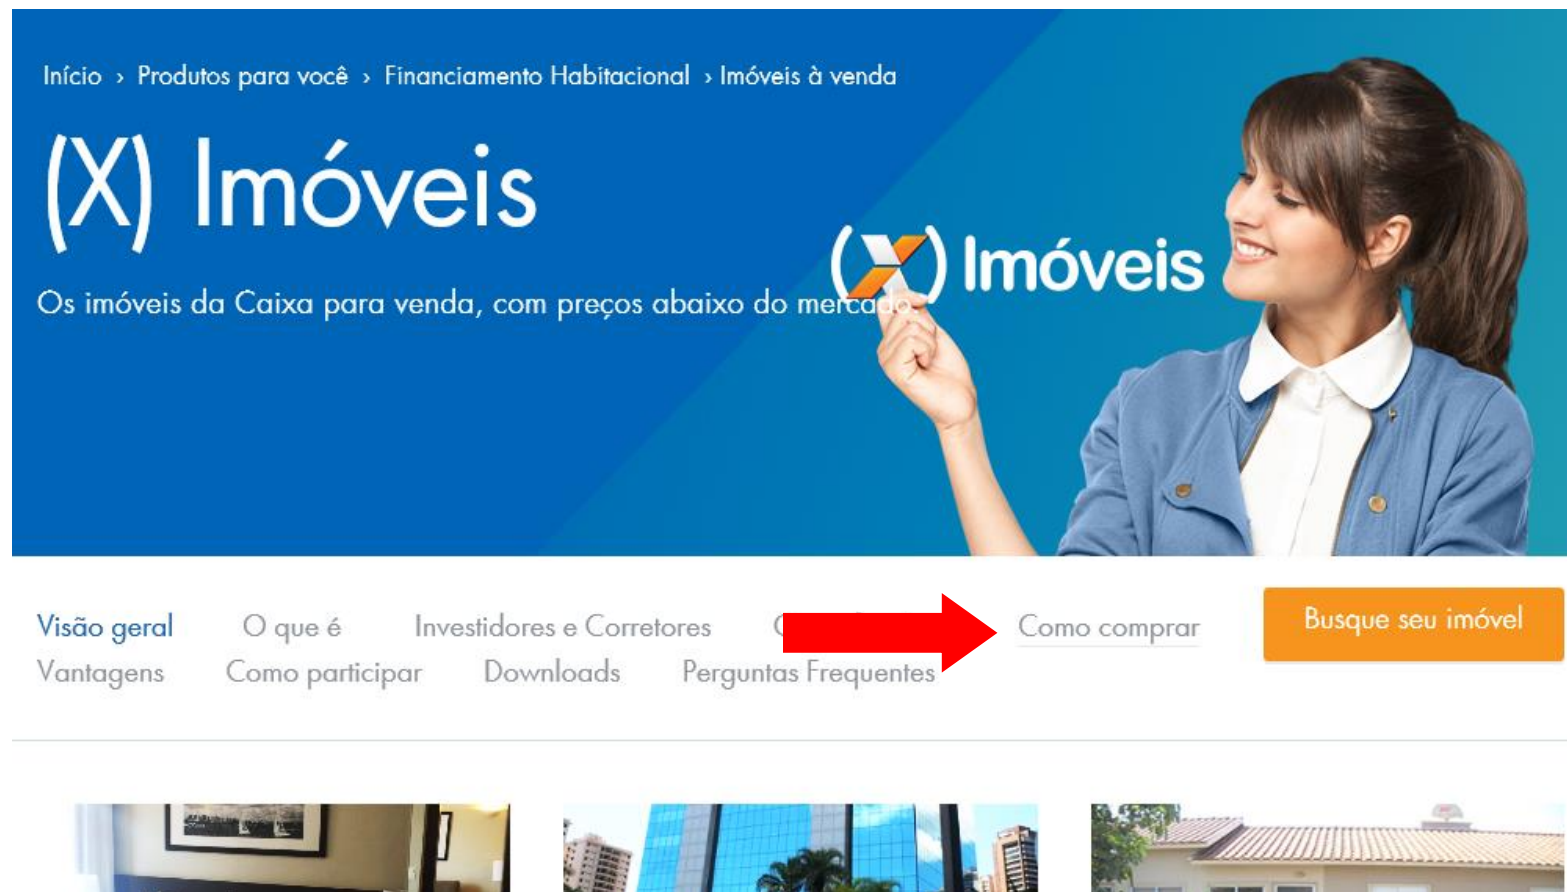 Início › Produtos para você › Financiamento Habitacional › Imóveis à venda
(X) Imóveis
(X) Imóveis
Os imóveis da Caixa para venda, com preços abaixo do mercado.
Visão geral O que é Investidores e Corretores Como comprar Busque seu imóvel
Vantagens Como participar Downloads Perguntas Frequentes